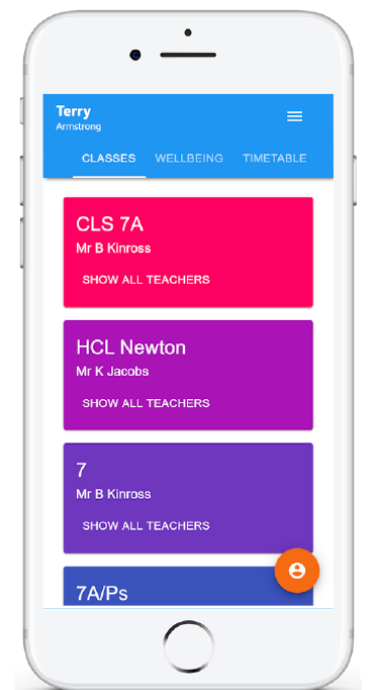 Terry
Armstrong
CLASSES WELLBEING TIMETABLE
CLS 7A
Mr B Kinross
SHOW ALL TEACHERS
HCL Newton
Mr K Jacobs
SHOW ALL TEACHERS
7
Mr B Kinross
SHOW ALL TEACHERS
7A/Ps